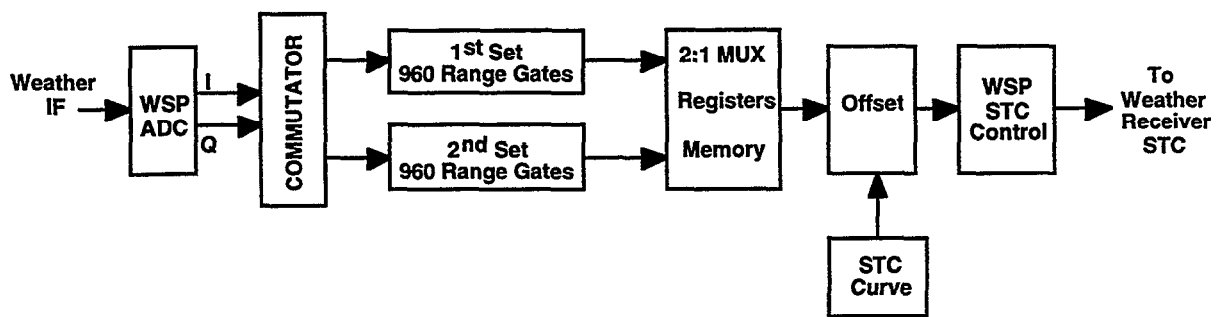 Weather
IF
WSP
ADC
I
Q
COMMUTATOR
1st Set
960 Range Gates
2nd Set
960 Range Gates
2:1 MUX
Registers
Memory
Offset
STC
Curve
WSP
STC
Control
To
Weather
Receiver
STC